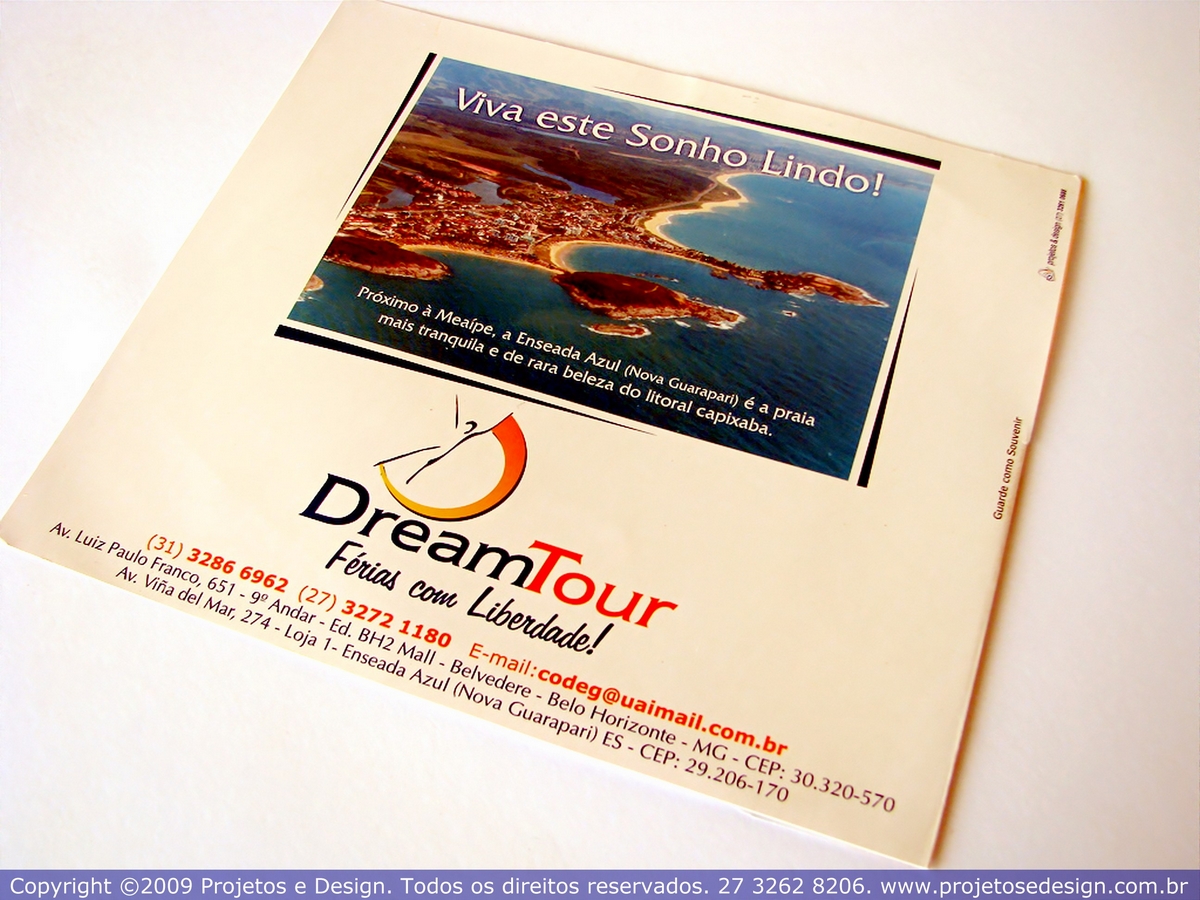 Viva este Sonho Lindo!
Próximo à Meaípe, a Enseada Azul (Nova Guarapari) é a praia
mais tranquila e de rara beleza do litoral capixaba.
DreamTour
Férias com Liberdade!
(31) 3286 6962 (27) 3272 1180 E-mail:codeg@uaimail.com.br
Av. Luiz Paulo Franco, 651 - 9º Andar - Ed. BH2 Mall - Belvedere - Belo Horizonte - MG - CEP: 30.320-570
Av. Viña del Mar, 274 - Loja 1- Enseada Azul (Nova Guarapari) ES - CEP: 29.206-170
projetos & design
Guarde como Souvenir
Copyright ©2009 Projetos e Design. Todos os direitos reservados. 27 3262 8206. www.projetosedesign.com.br